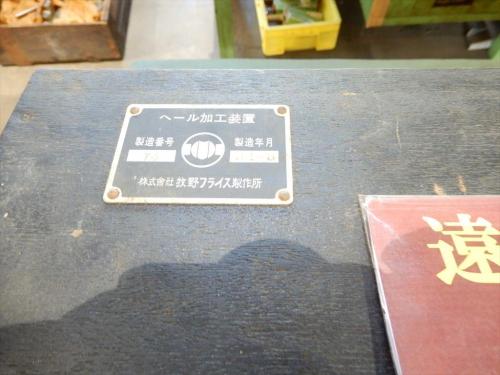 ヘール加工装置
製造番号
製造年月
株式會社 牧野フライス製作所
遠